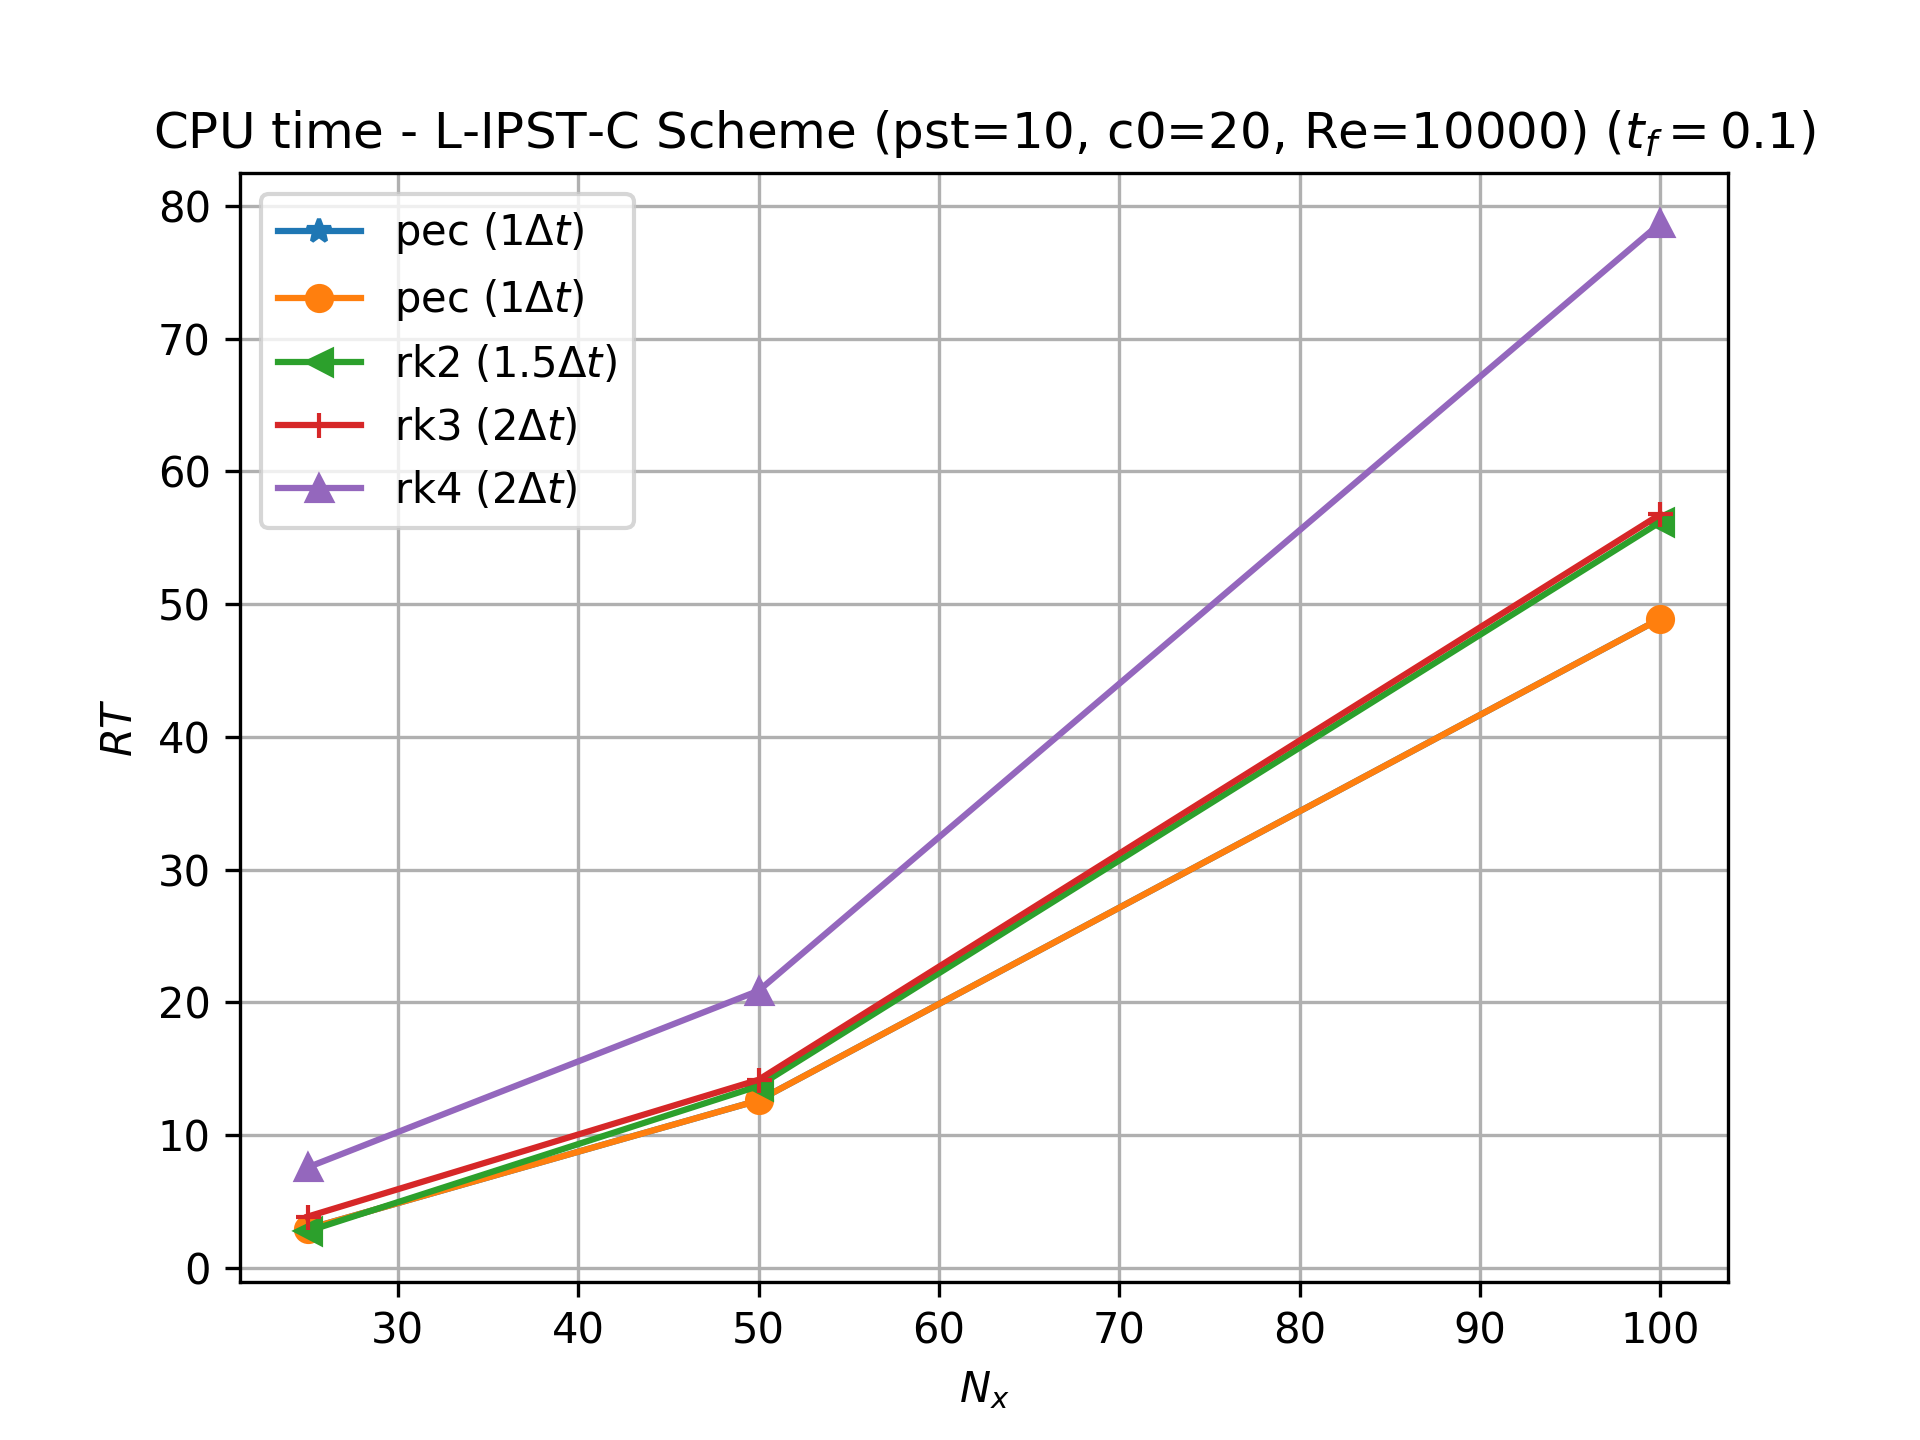 CPU time - L-IPST-C Scheme (pst=10, c0=20, Re=10000) ($t_f = 0.1$)
80
70
60
50
40
30
20
10
0
RT
pec (1Δt)
pec (1Δt)
rk2 (1.5Δt)
rk3 (2Δt)
rk4 (2Δt)
30 40 50 60 70 80 90 100
$N_x$